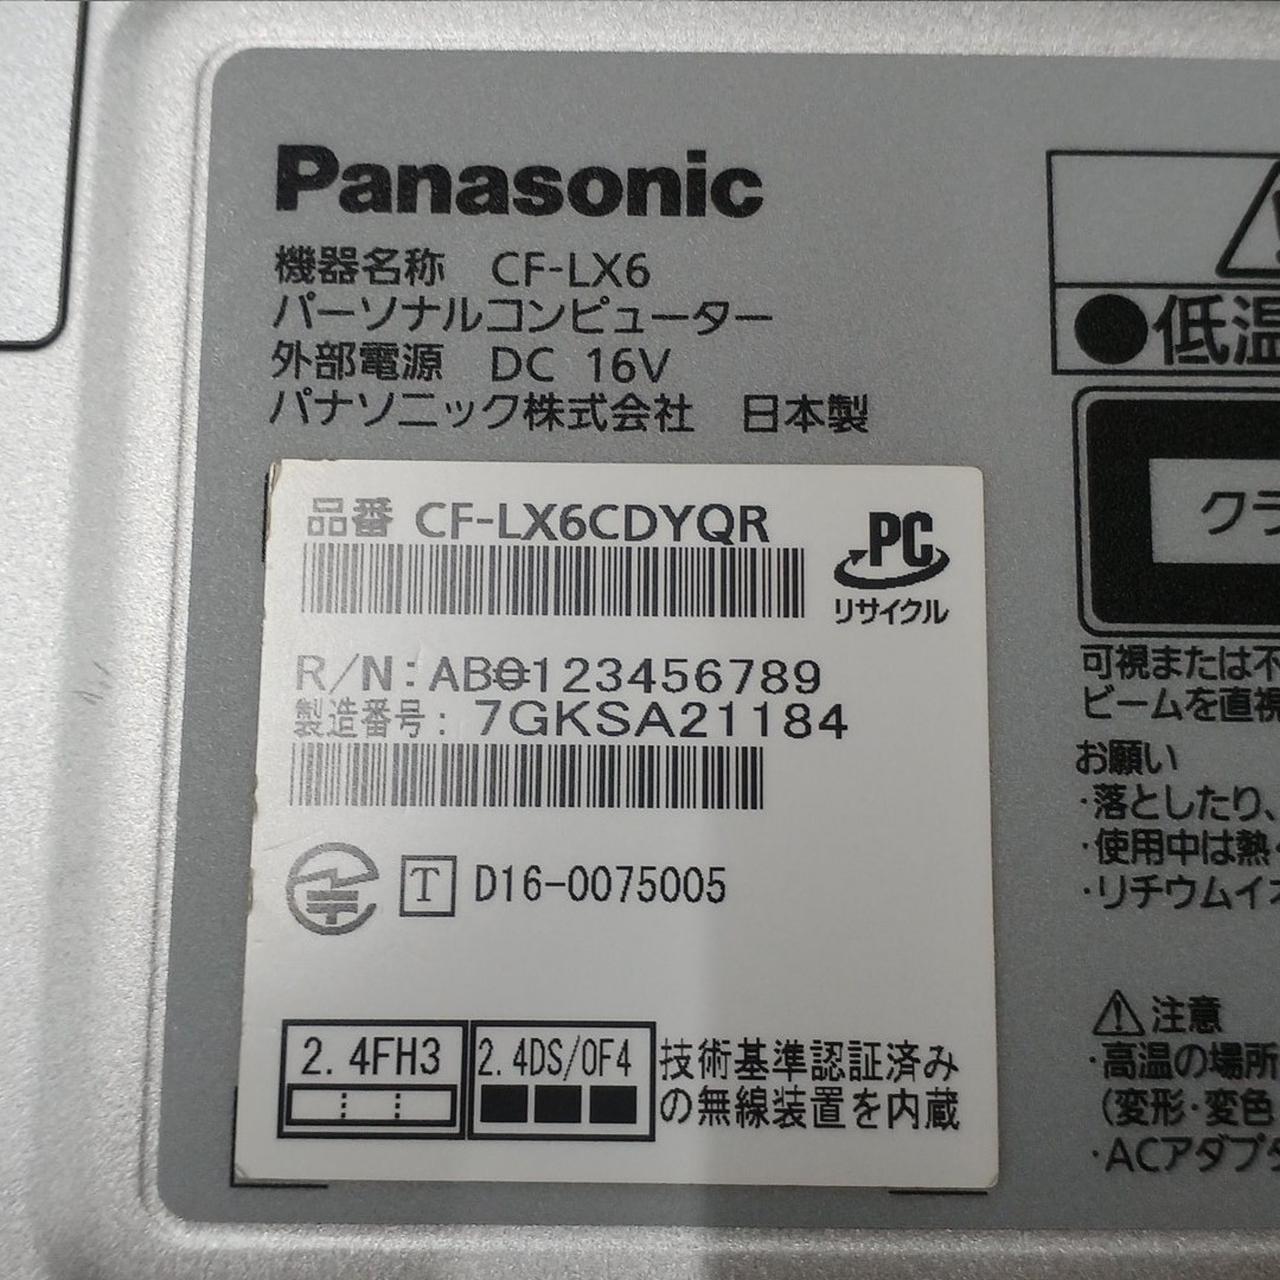 Panasonic
機器名称 CF-LX6
パーソナルコンピューター
外部電源 DC 16V
パナソニック株式会社 日本製
品番 CF-LX6CDYQR
PC
リサイクル
R/N:AB0123456789
製造番号: 7GKSA21184
T D16-0075005
2.4FH3
2.4DS/OF4
技術基準認証済み
の無線装置を内蔵
●低温
クラ
可視または不
ビームを直視
お願い
・落としたり、
・使用中は熱
・リチウムイオ
注意
・高温の場所
(変形・変色
・ACアダプタ